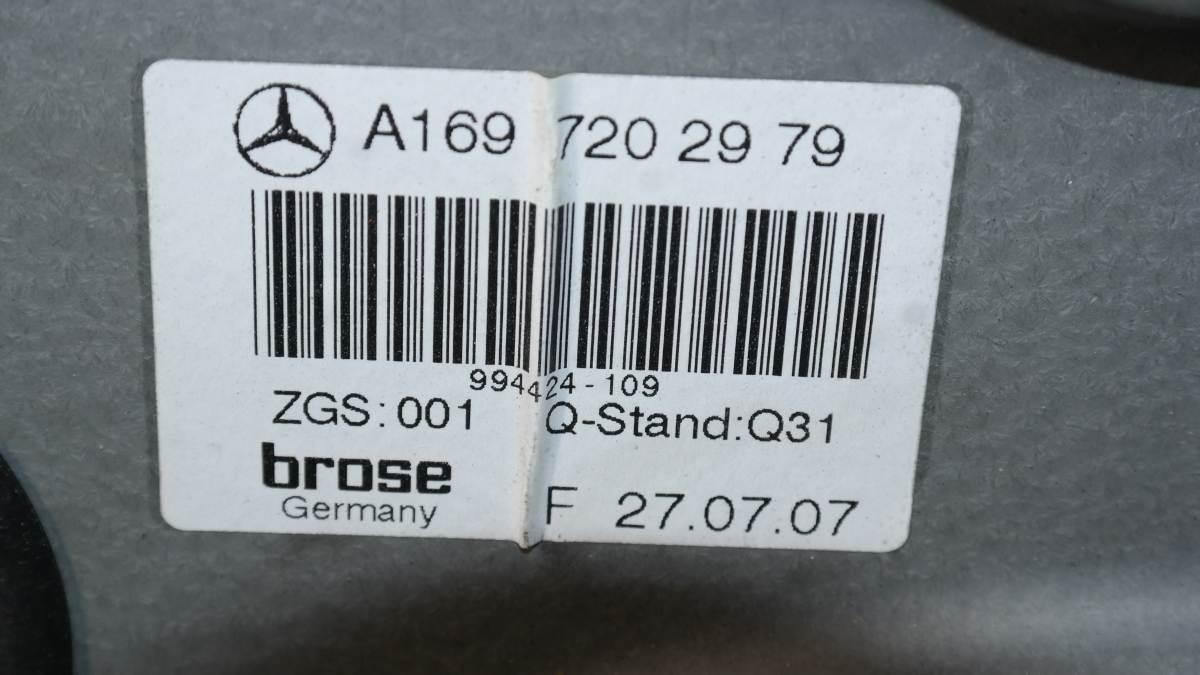 A169 720 29 79
994424-109
ZGS:001 Q-Stand:Q31
brose
Germany F 27.07.07